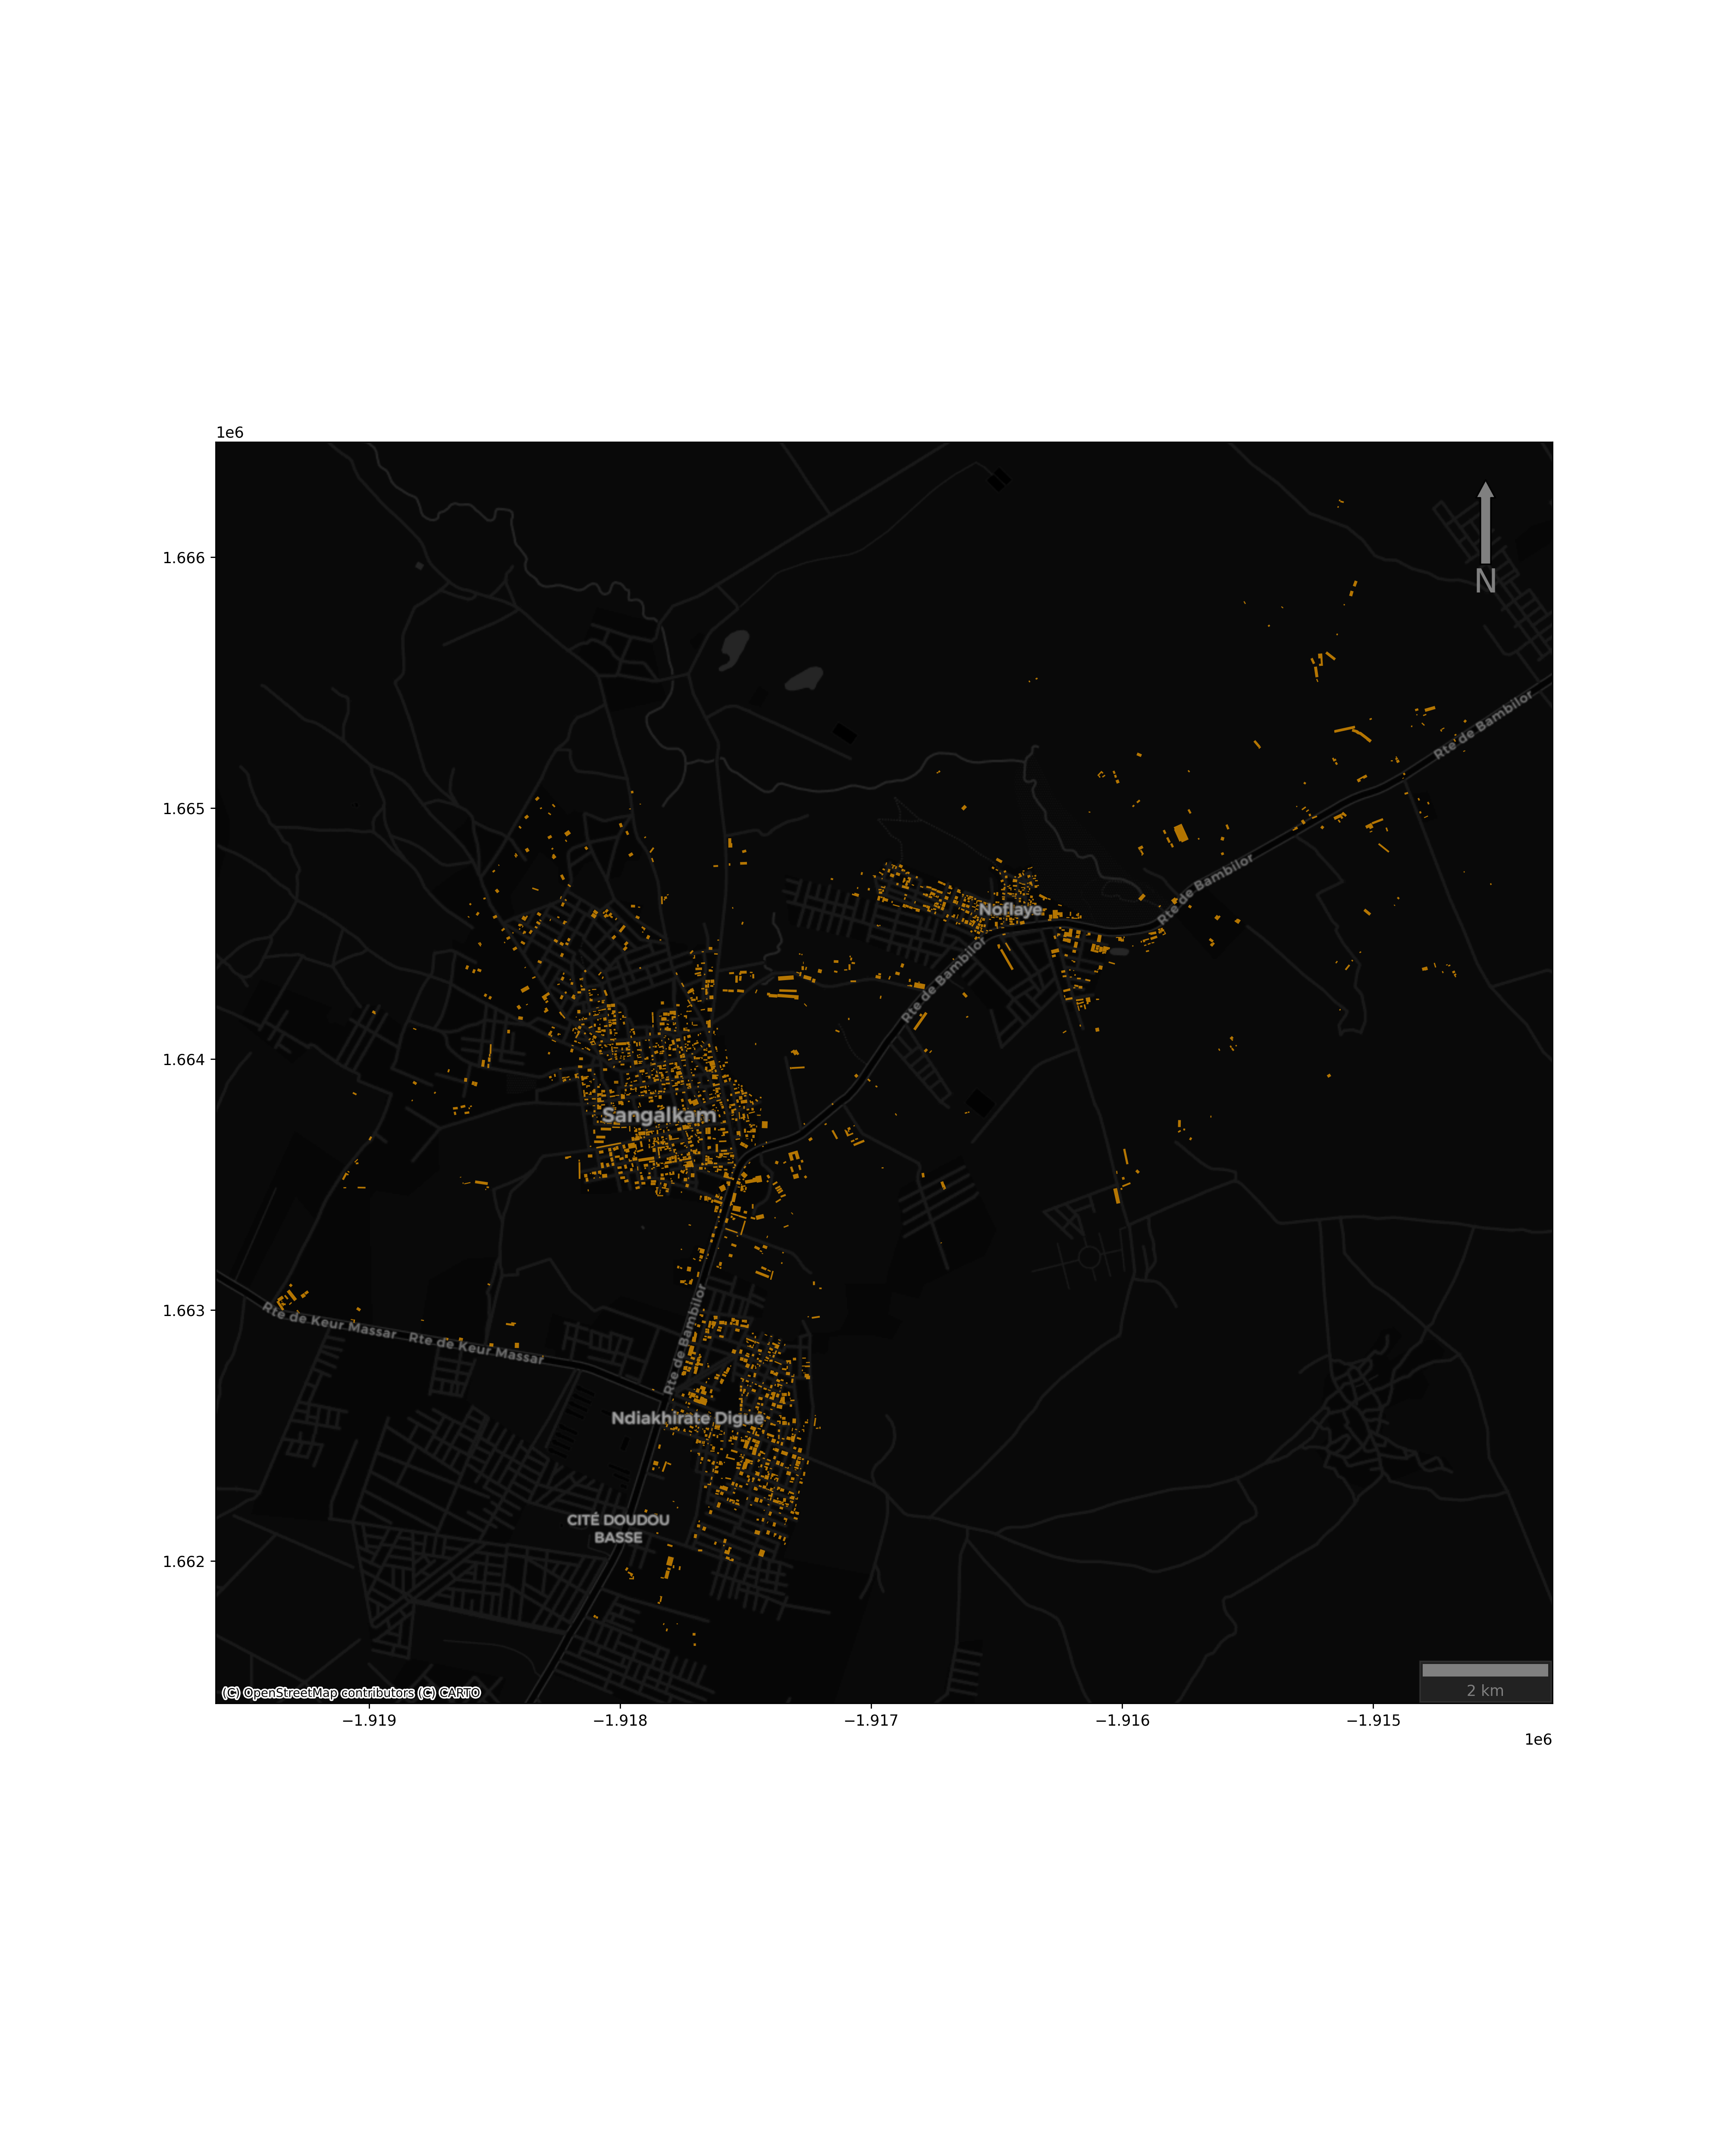 1e6
1.666
N
Rte de Bambilor
1.665
Rte de Bambilor
Noflaye
Rte de Bambilor
1.664
Sangalkam
1.663
Rte de Keur Massar
Rte de Keur Massar
Rte de Bambilor
Ndiakhirate Digue
CITÉ DOUDOU
BASSE
1.662
2 km
(C) OpenStreetMap contributors (C) CARTO
−1.919
−1.918
−1.917
−1.916
−1.915
1e6